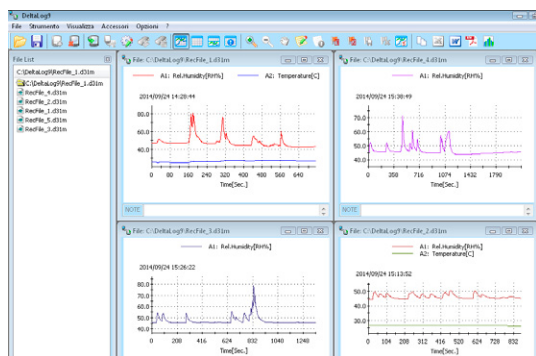 DeltaLog9
File Strumento Visualizza Accessori Opzioni ?
File List
C:\DeltaLog9\RecFile_1.d31m
C:\DeltaLog9\RecFile_1.d31m
RecFile_4.d31m
RecFile_2.d31m
RecFile_1.d31m
RecFile_5.d31m
RecFile_3.d31m
File: C:\DeltaLog9\RecFile_1.d31m
A1: Rel.Humidity[RH%] A2: Temperature[C]
2014/09/24 14:28:44
80.0
60.0
40.0
20.0
0 80 160 240 320 400 480 560 640
Time[Sec.]
NOTE
File: C:\DeltaLog9\RecFile_4.d31m
A1: Rel.Humidity[RH%]
2014/09/24 15:38:49
70.0
60.0
50.0
40.0
0 358 716 1074 1432 1790
Time[Sec.]
NOTE
File: C:\DeltaLog9\RecFile_3.d31m
A1: Rel.Humidity[RH%]
2014/09/24 15:26:22
80.0
70.0
60.0
50.0
40.0
0 208 416 624 832 1040 1248
Time[Sec.]
File: C:\DeltaLog9\RecFile_2.d31m
A1: Rel.Humidity[RH%]
A2: Temperature[C]
2014/09/24 15:13:52
50.0
40.0
30.0
0 104 208 312 416 520 624 728 832
Time[Sec.]